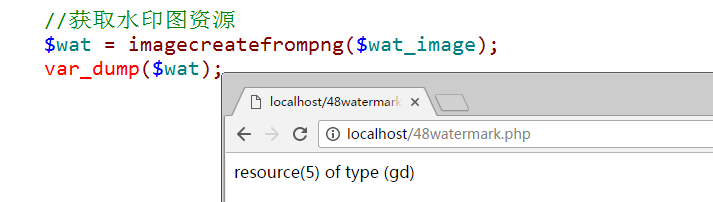 //获取水印图资源
$wat = imagecreatefrompng($wat_image);
var_dump($wat);
localhost/48watermark
localhost/48watermark.php
resource(5) of type (gd)